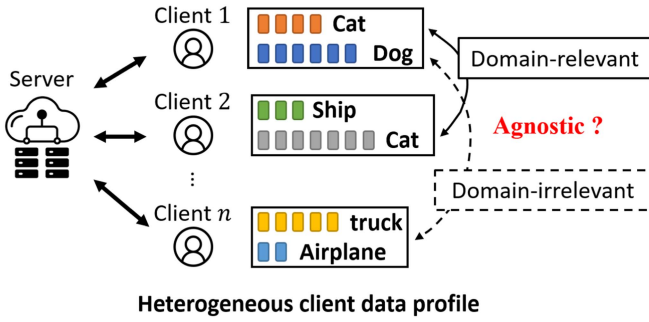 Server
Client 1
Cat
Dog
Domain-relevant
Client 2
Ship
Cat
Agnostic ?
...
Domain-irrelevant
Client n
truck
Airplane
Heterogeneous client data profile